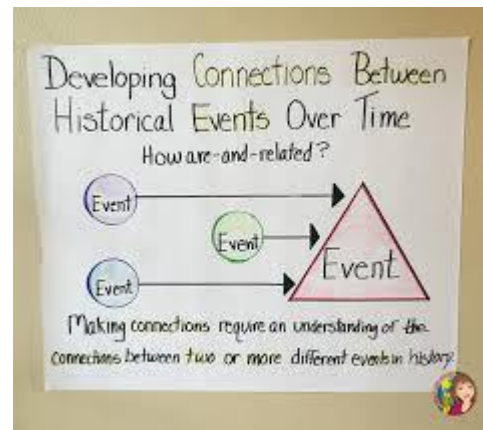 Developing Connections Between
Historical Events Over Time
How are-and-related?
Event
Event
Event
Event
Making connections require an understanding of the
connections between two or more different events in history.